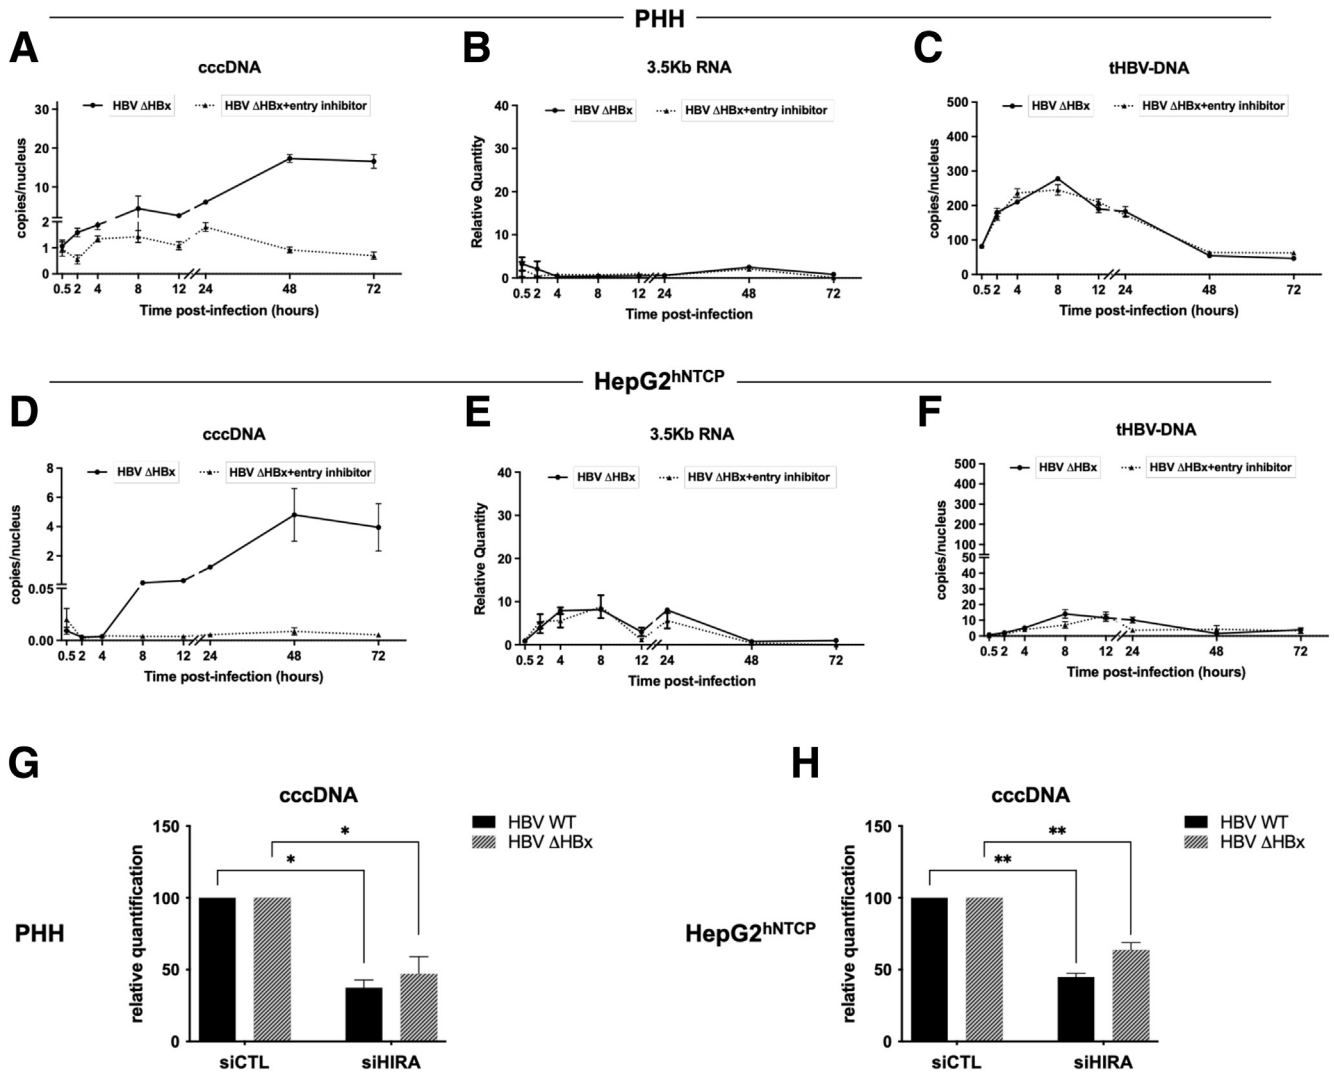 PHH
A
cccDNA
HBV ΔHBx
HBV ΔHBx+entry inhibitor
copies/nucleus
30
20
10
2
1
0
0.5 2 4 8 12 24 48 72
Time post-infection (hours)
B
3.5Kb RNA
HBV ΔHBx
HBV ΔHBx+entry inhibitor
Relative Quantity
40
30
20
10
0
0.5 2 4 8 12 24 48 72
Time post-infection
C
tHBV-DNA
HBV ΔHBx
HBV ΔHBx+entry inhibitor
copies/nucleus
500
400
300
200
100
0
0.5 2 4 8 12 24 48 72
Time post-infection (hours)
HepG2hNTCP
D
cccDNA
HBV ΔHBx
HBV ΔHBx+entry inhibitor
copies/nucleus
8
6
4
2
0.05
0.00
0.5 2 4 8 12 24 48 72
Time post-infection (hours)
E
3.5Kb RNA
HBV ΔHBx
HBV ΔHBx+entry inhibitor
Relative Quantity
40
30
20
10
0
0.5 2 4 8 12 24 48 72
Time post-infection
F
tHBV-DNA
HBV ΔHBx
HBV ΔHBx+entry inhibitor
copies/nucleus
500
400
300
200
100
50
40
30
20
10
0
0.5 2 4 8 12 24 48 72
Time post-infection (hours)
G
PHH
cccDNA
HBV WT
HBV ΔHBx
relative quantification
150
100
50
0
*
*
siCTL siHIRA
H
HepG2hNTCP
cccDNA
HBV WT
HBV ΔHBx
relative quantification
150
100
50
0
**
**
siCTL siHIRA